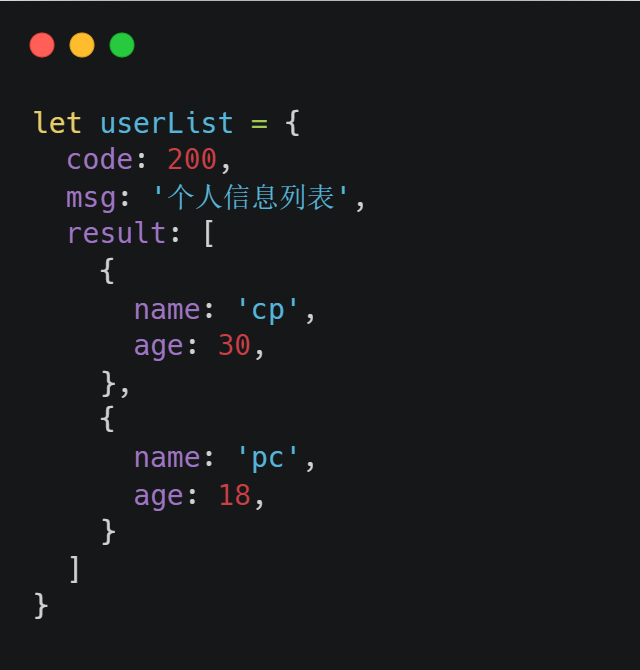 let userList = {
  code: 200,
  msg: '个人信息列表',
  result: [
    {
      name: 'cp',
      age: 30,
    },
    {
      name: 'pc',
      age: 18,
    }
  ]
}